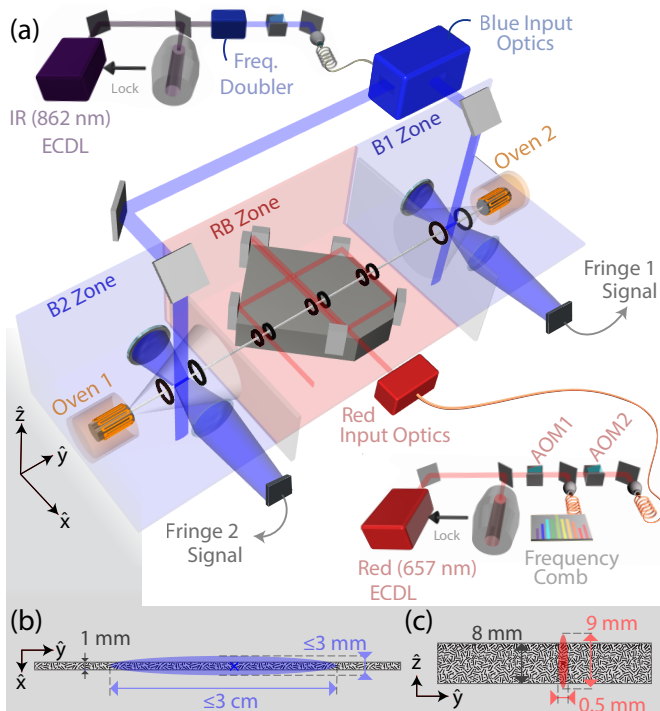 (a)
Blue Input
Optics
Freq.
Doubler
Lock
IR (862 nm)
ECDL
B1 Zone
Oven 2
RB Zone
Fringe 1
Signal
B2 Zone
Oven 1
ẑ
ŷ
x̂
Red
Input Optics
AOM1
AOM2
Fringe 2
Signal
Lock
Red (657 nm)
ECDL
Frequency
Comb
(b)
ŷ
x̂
1 mm
≤3 mm
≤3 cm
(c)
8 mm
9 mm
ẑ
ŷ
0.5 mm